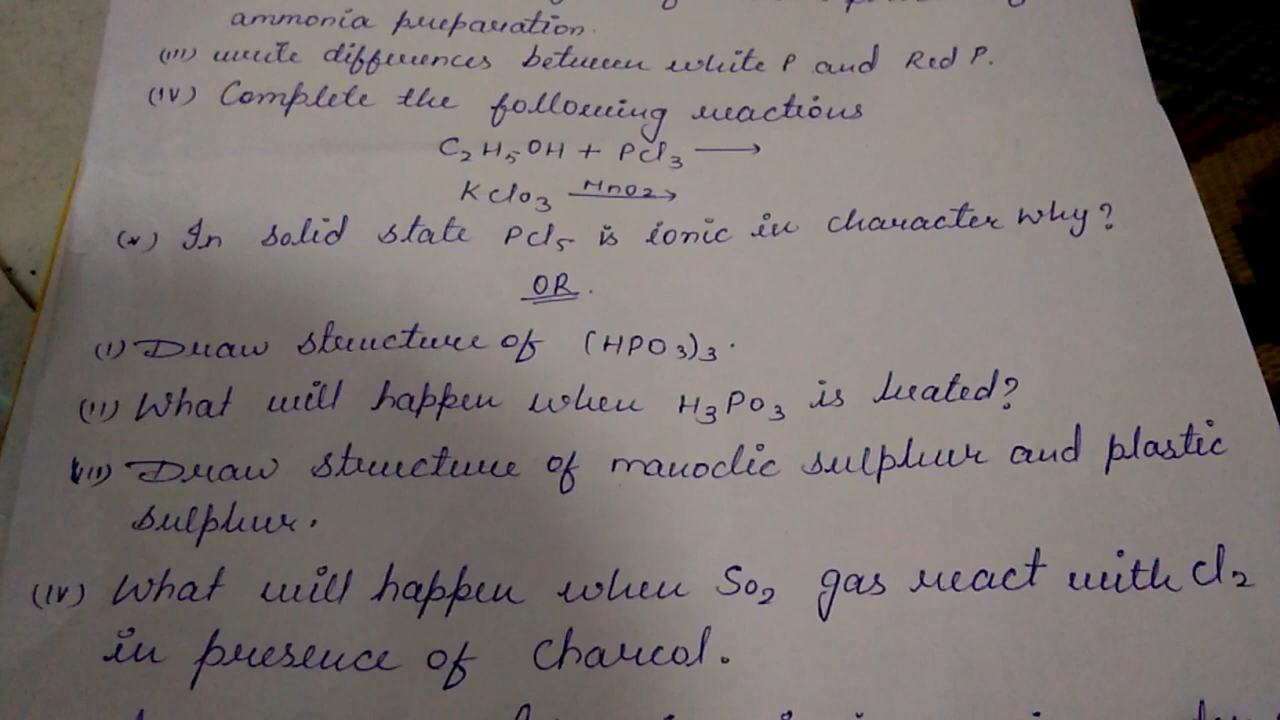 ammonia preparation.
(III) write differences between white P and Red P.
(IV) Complete the following reactions
C₂H₅OH + PCl₃ ⟶
KClO₃ —MnO₂→
(V) In solid state PCl₅ is ionic in character why?
OR.
(I) Draw structure of (HPO₃)₃.
(II) What will happen when H₃PO₃ is heated?
(III) Draw structure of manoclic sulphur and plastic
sulphur.
(IV) What will happen when SO₂ gas react with Cl₂
in presence of charcol.